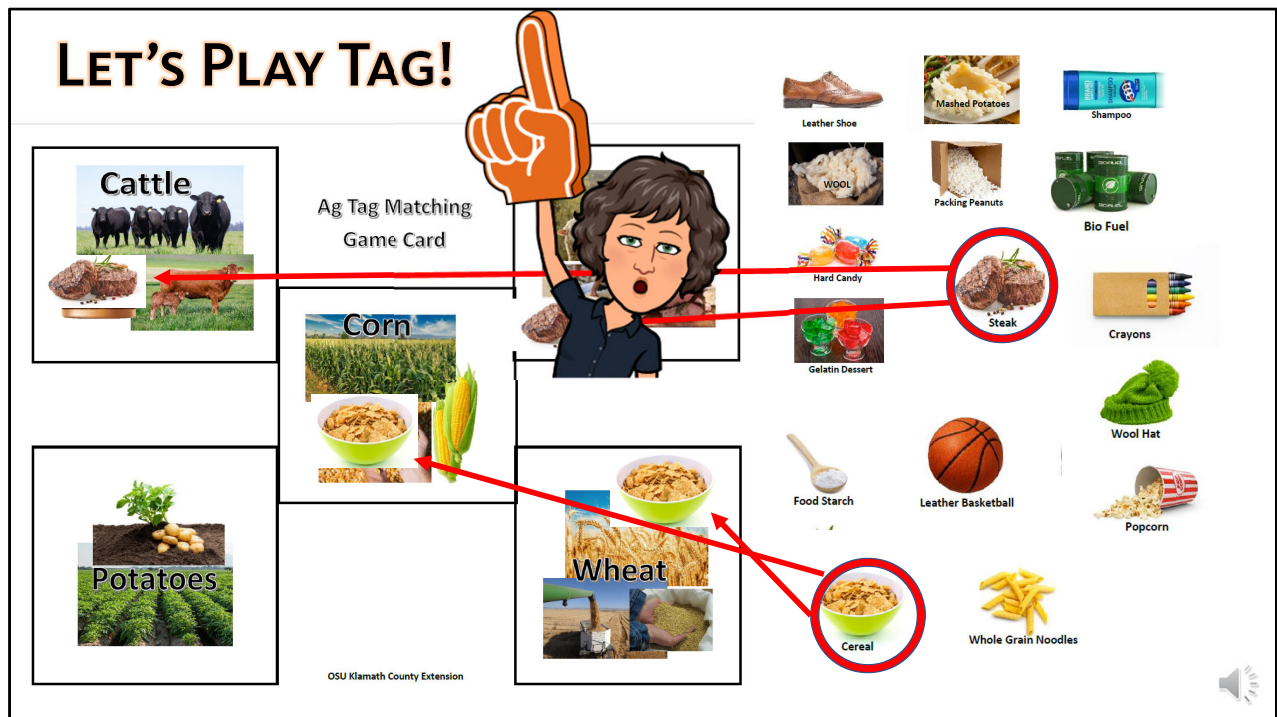 LET'S PLAY TAG!
Cattle
Ag Tag Matching
Game Card
Corn
Potatoes
Wheat
OSU Klamath County Extension
Leather Shoe
Mashed Potatoes
Shampoo
WOOL
Packing Peanuts
BIOFUEL
BIOFUEL
Bio Fuel
Hard Candy
Steak
Crayons
Gelatin Dessert
Wool Hat
Food Starch
Leather Basketball
Popcorn
Cereal
Whole Grain Noodles